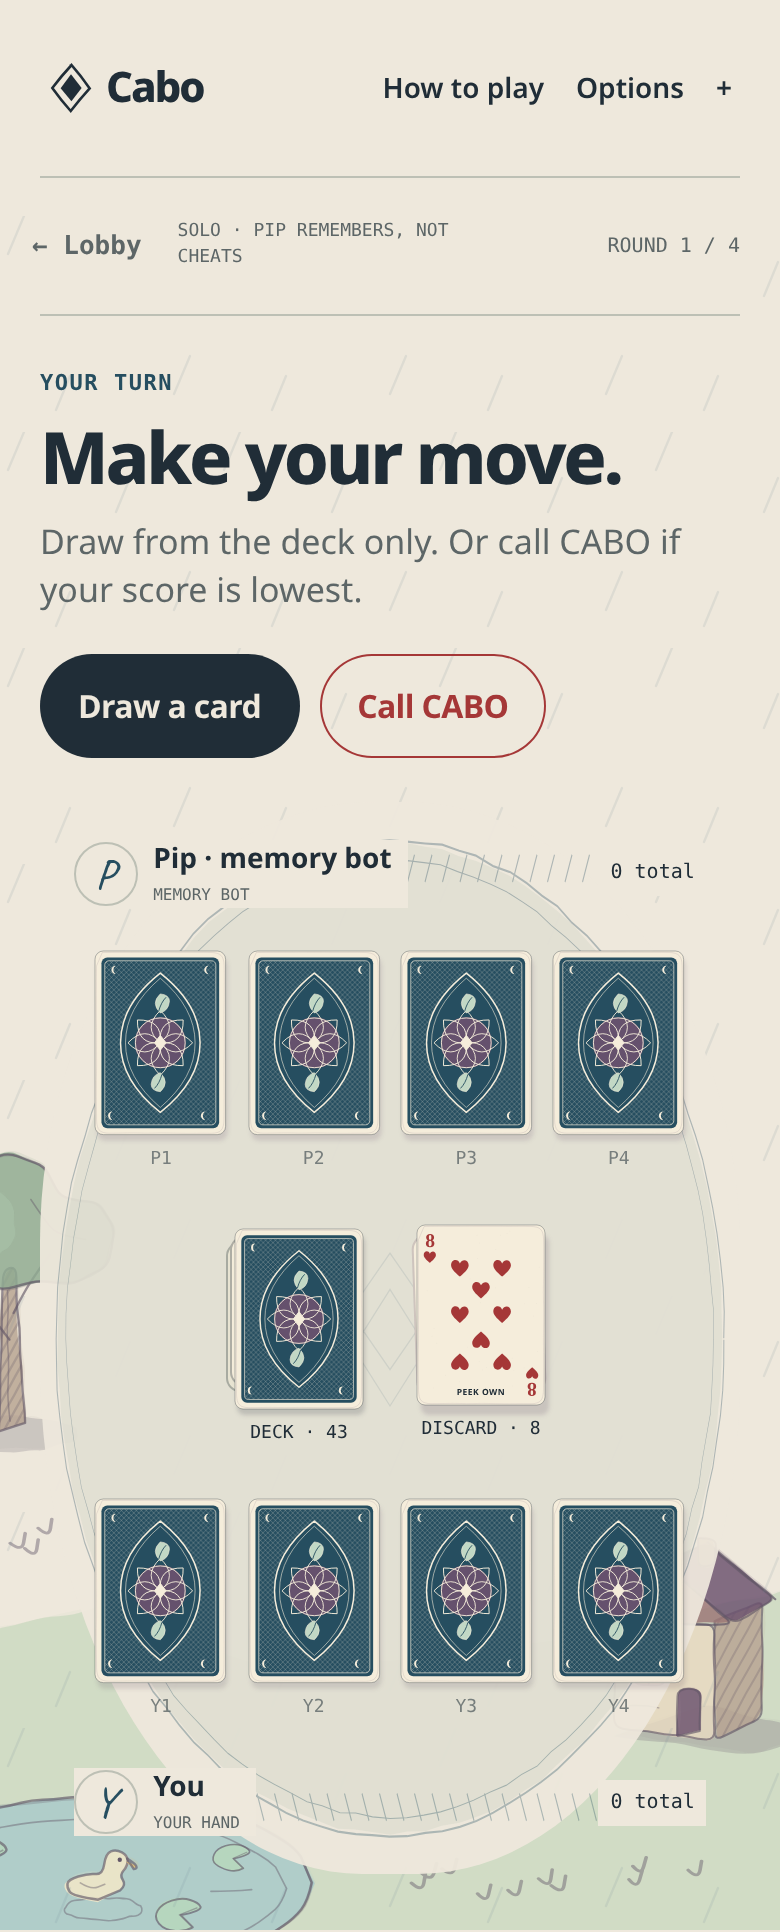 Cabo
How to play Options +
← Lobby
SOLO · PIP REMEMBERS, NOT
CHEATS
ROUND 1 / 4
YOUR TURN
Make your move.
Draw from the deck only. Or call CABO if
your score is lowest.
Draw a card
Call CABO
P
Pip · memory bot
MEMORY BOT
0 total
P1 P2 P3 P4
8
PEEK OWN
8
DECK · 43
DISCARD · 8
Y1 Y2 Y3 Y4
Y
You
YOUR HAND
0 total